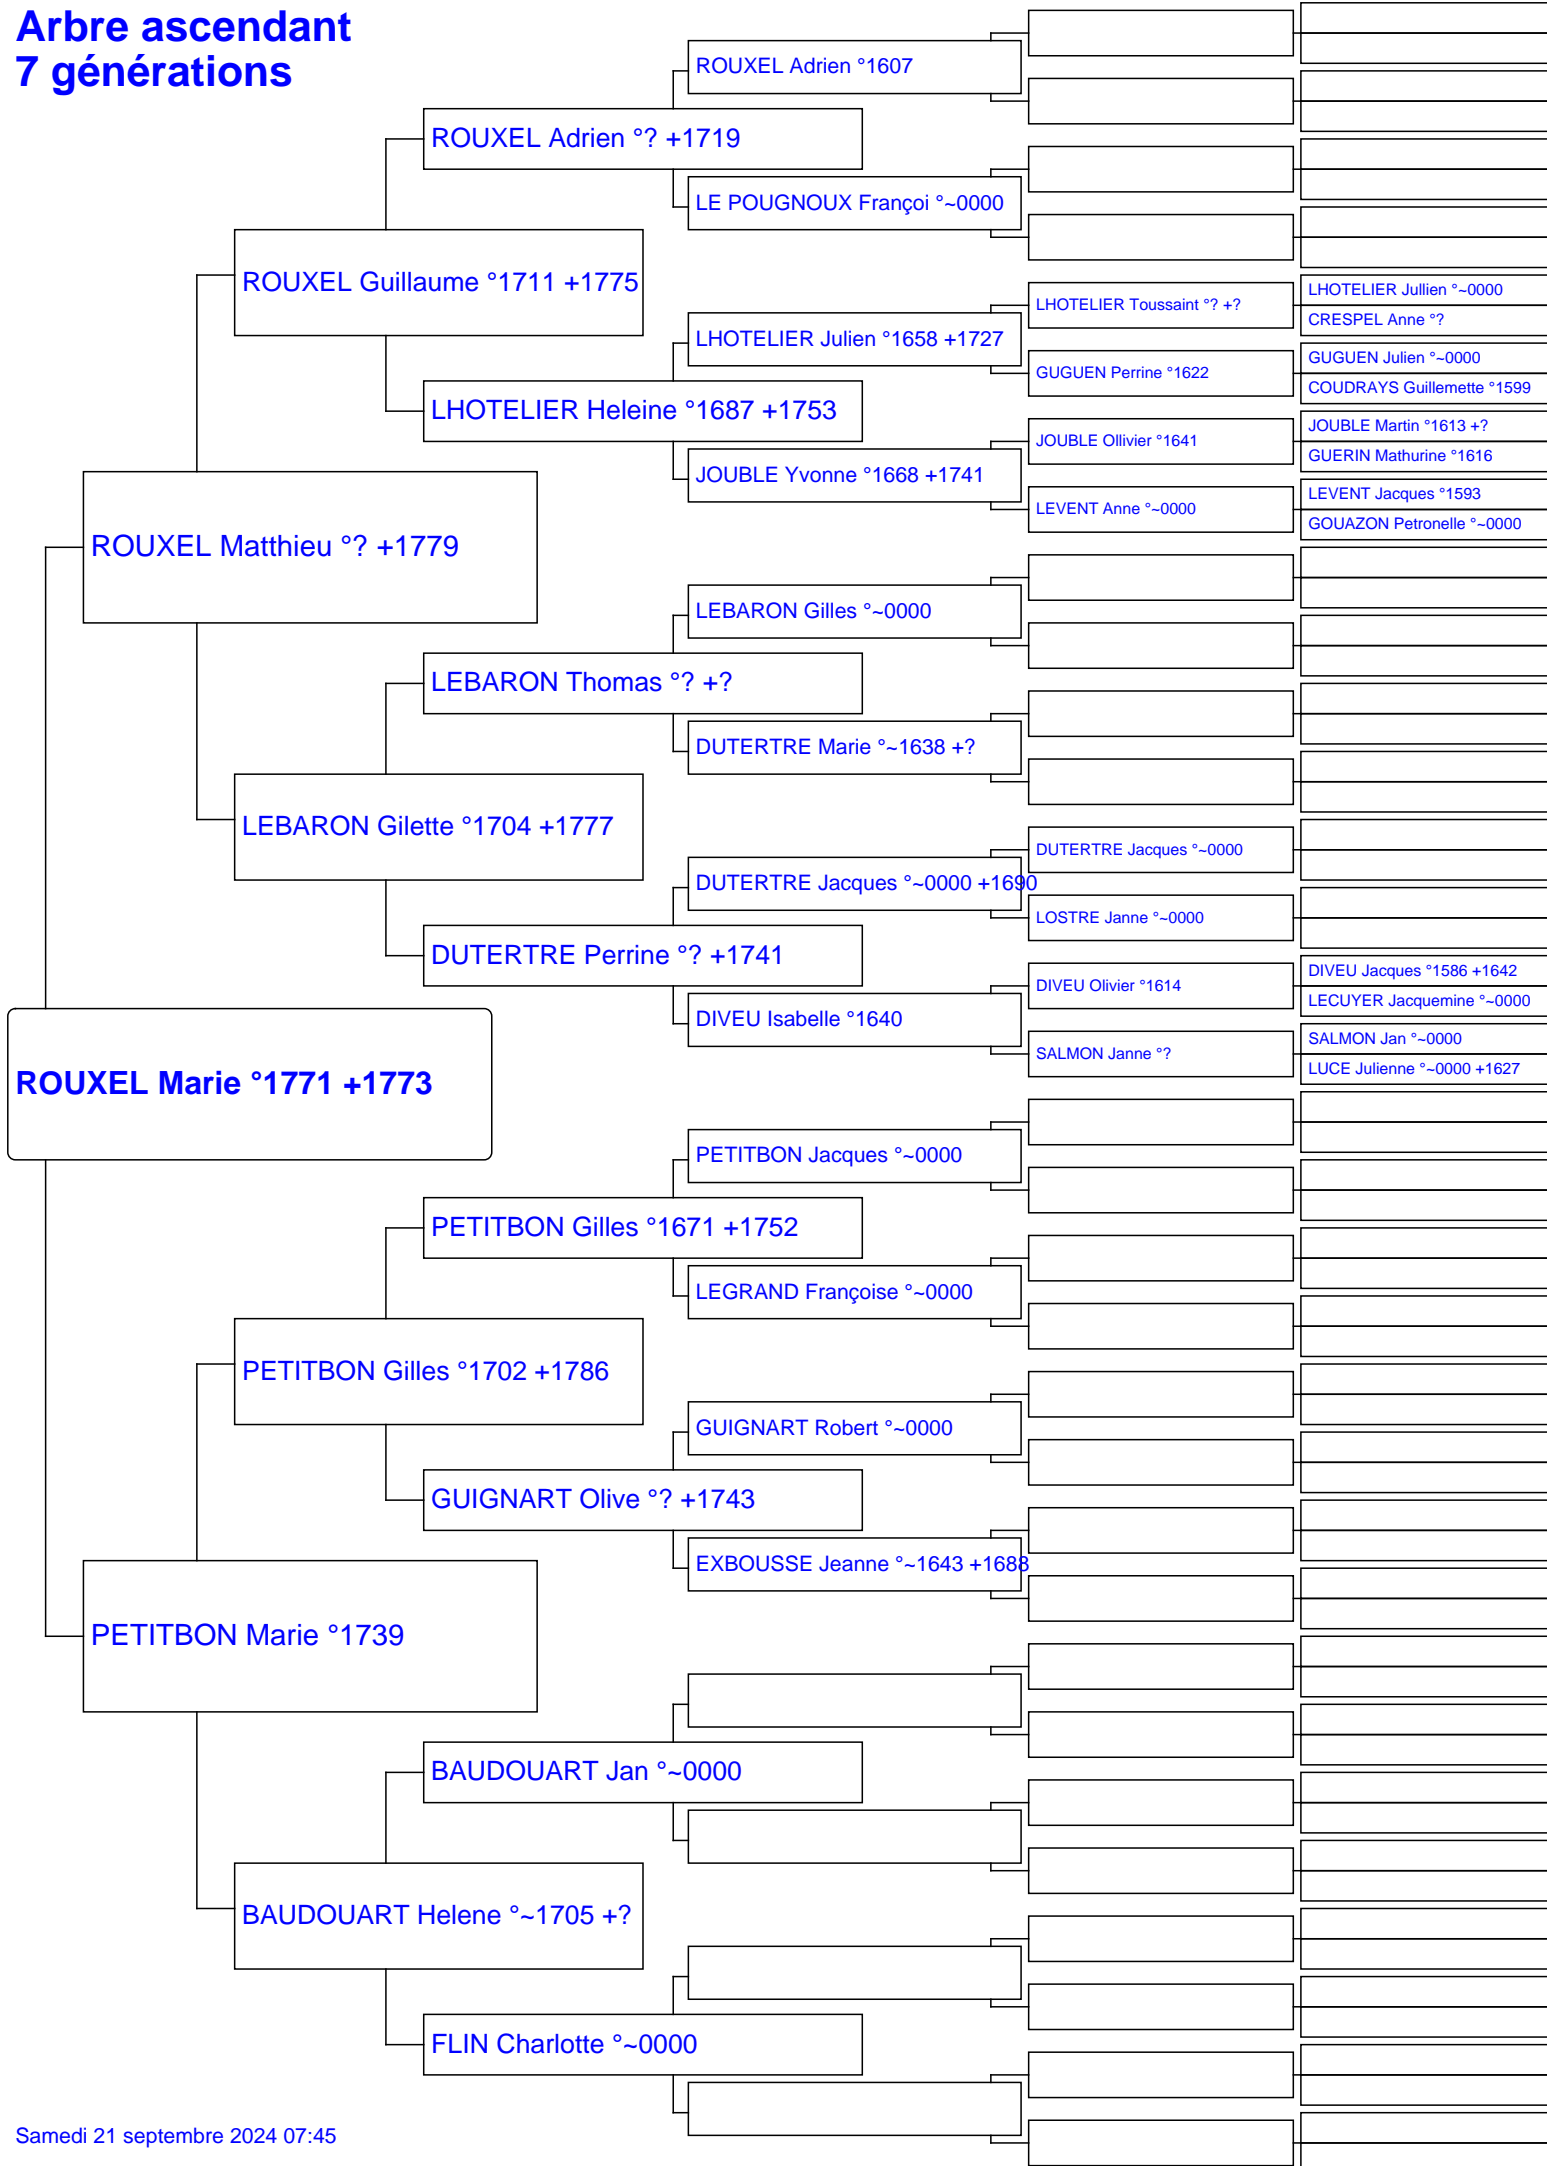 Arbre ascendant
7 générations
ROUXEL Adrien °1607
ROUXEL Adrien °? +1719
LE POUGNOUX Françoi °~0000
ROUXEL Guillaume °1711 +1775
LHOTELIER Jullien °~0000
LHOTELIER Toussaint °? +?
CRESPEL Anne °?
LHOTELIER Julien °1658 +1727
GUGUEN Julien °~0000
GUGUEN Perrine °1622
COUDRAYS Guillemette °1599
LHOTELIER Heleine °1687 +1753
JOUBLE Martin °1613 +?
JOUBLE Ollivier °1641
GUERIN Mathurine °1616
JOUBLE Yvonne °1668 +1741
LEVENT Jacques °1593
LEVENT Anne °~0000
GOUAZON Petronelle °~0000
ROUXEL Matthieu °? +1779
LEBARON Gilles °~0000
LEBARON Thomas °? +?
DUTERTRE Marie °~1638 +?
LEBARON Gilette °1704 +1777
DUTERTRE Jacques °~0000
DUTERTRE Jacques °~0000 +1690
LOSTRE Janne °~0000
DUTERTRE Perrine °? +1741
DIVEU Jacques °1586 +1642
DIVEU Olivier °1614
LECUYER Jacquemine °~0000
DIVEU Isabelle °1640
SALMON Jan °~0000
SALMON Janne °?
LUCE Julienne °~0000 +1627
ROUXEL Marie °1771 +1773
PETITBON Jacques °~0000
PETITBON Gilles °1671 +1752
LEGRAND Françoise °~0000
PETITBON Gilles °1702 +1786
GUIGNART Robert °~0000
GUIGNART Olive °? +1743
EXBOUSSE Jeanne °~1643 +1688
PETITBON Marie °1739
BAUDOUART Jan °~0000
BAUDOUART Helene °~1705 +?
FLIN Charlotte °~0000
Samedi 21 septembre 2024 07:45